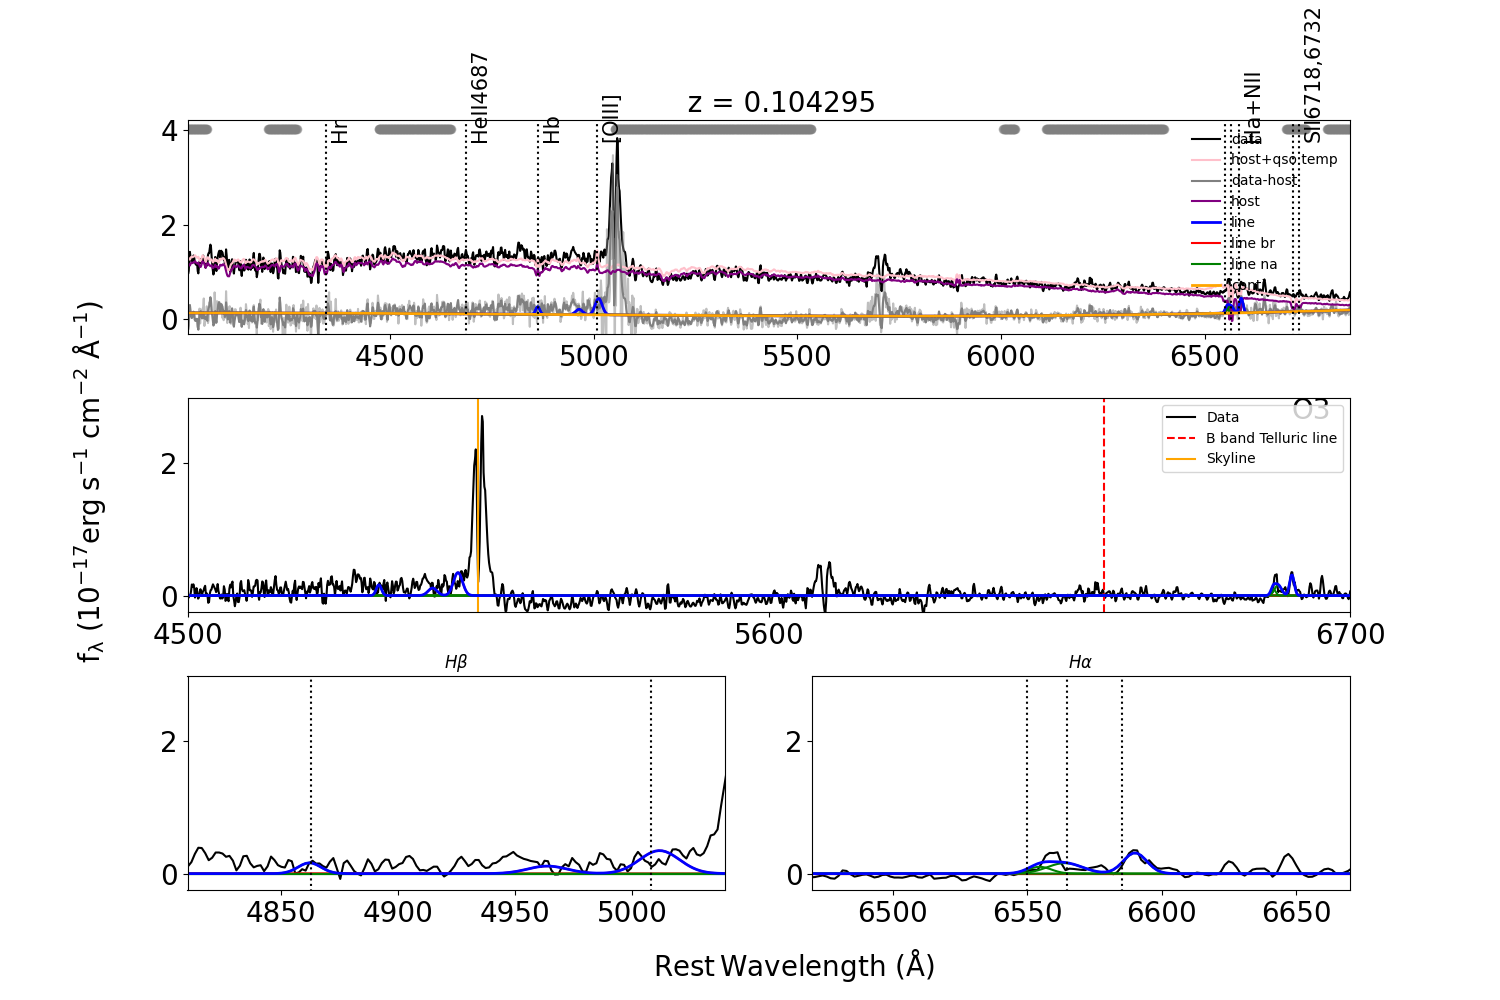 z = 0.104295
Hr
HeII4687
Hb
[OIII]
Ha+NII
SII6718,6732
data
host+qso temp
data-host
host
line
line br
line na
cont
4
2
0
4500
5000
5500
6000
6500
O3
Data
B band Telluric line
Skyline
2
0
4500
5600
6700
fλ (10⁻¹⁷erg s⁻¹ cm⁻² Å⁻¹)
Hβ
2
0
4850
4900
4950
5000
Hα
2
0
6500
6550
6600
6650
Rest Wavelength (Å)